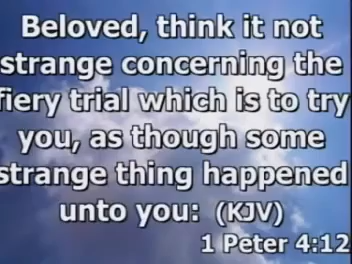 Beloved, think it not
strange concerning the
fiery trial which is to try
you, as though some
strange thing happened
unto you: (KJV)
1 Peter 4:12